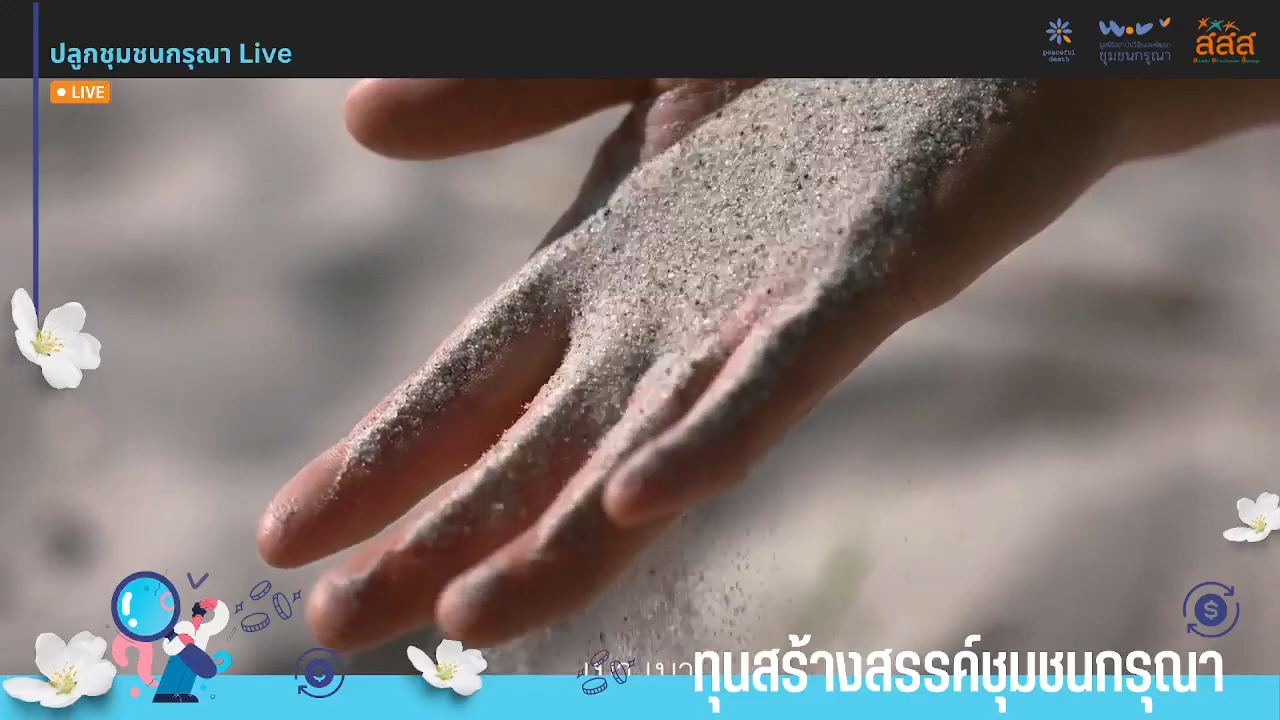 ปลูกชุมชนกรุณา Live
LIVE
peaceful
death
ชุมชนกรุณา
สสส
ทุนสร้างสรรค์ชุมชนกรุณา